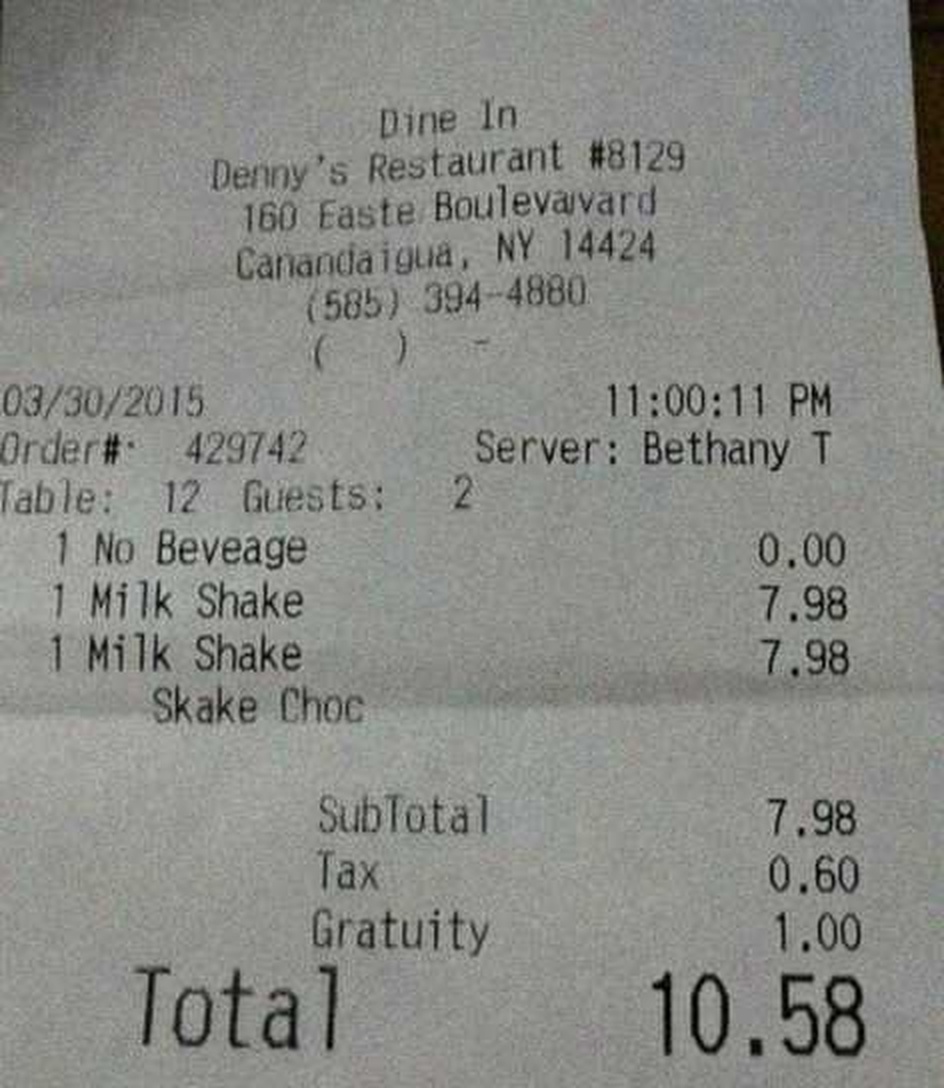 Dine In
Denny's Restaurant #8129
160 Easte Boulevawvard
Canandaigua, NY 14424
(585) 394-4880
( ) -
03/30/2015 11:00:11 PM
Order#: 429742 Server: Bethany T
Table: 12 Guests: 2
1 No Beveage 0.00
1 Milk Shake 7.98
1 Milk Shake 7.98
Skake Choc
SubTotal 7.98
Tax 0.60
Gratuity 1.00
Total 10.58